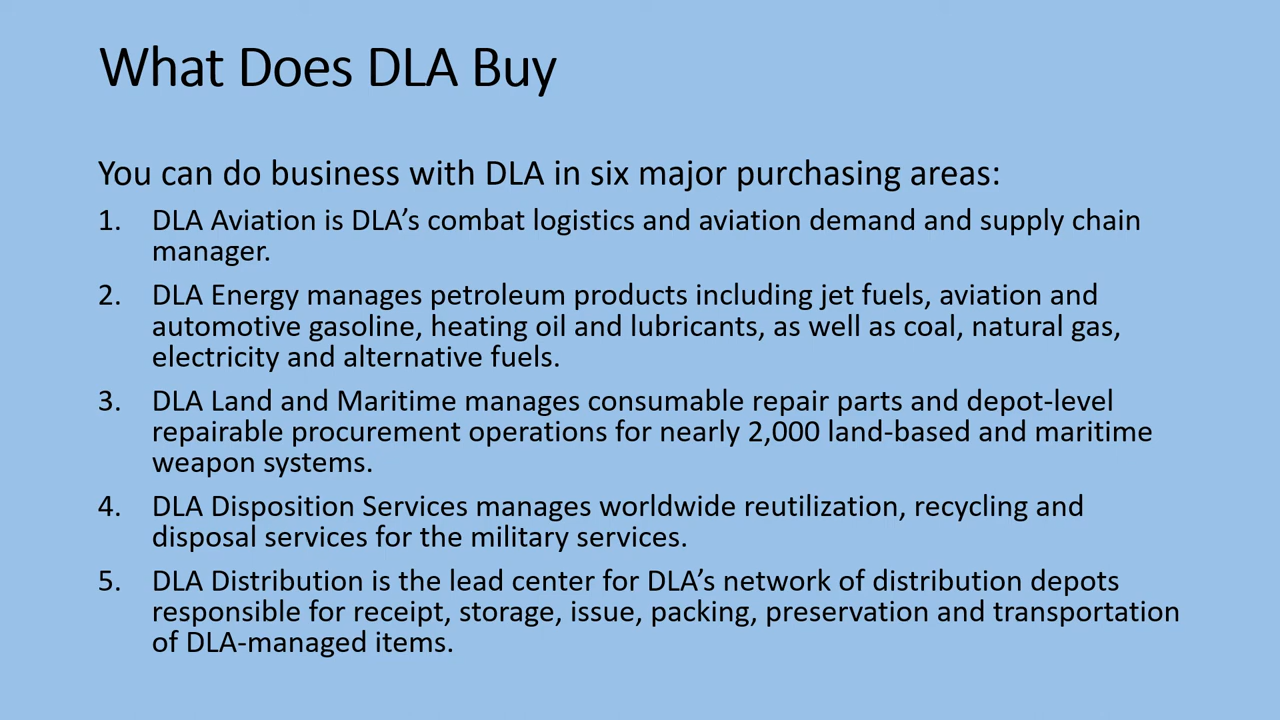 What Does DLA Buy
You can do business with DLA in six major purchasing areas:
1. DLA Aviation is DLA’s combat logistics and aviation demand and supply chain
manager.
2. DLA Energy manages petroleum products including jet fuels, aviation and
automotive gasoline, heating oil and lubricants, as well as coal, natural gas,
electricity and alternative fuels.
3. DLA Land and Maritime manages consumable repair parts and depot-level
repairable procurement operations for nearly 2,000 land-based and maritime
weapon systems.
4. DLA Disposition Services manages worldwide reutilization, recycling and
disposal services for the military services.
5. DLA Distribution is the lead center for DLA’s network of distribution depots
responsible for receipt, storage, issue, packing, preservation and transportation
of DLA-managed items.